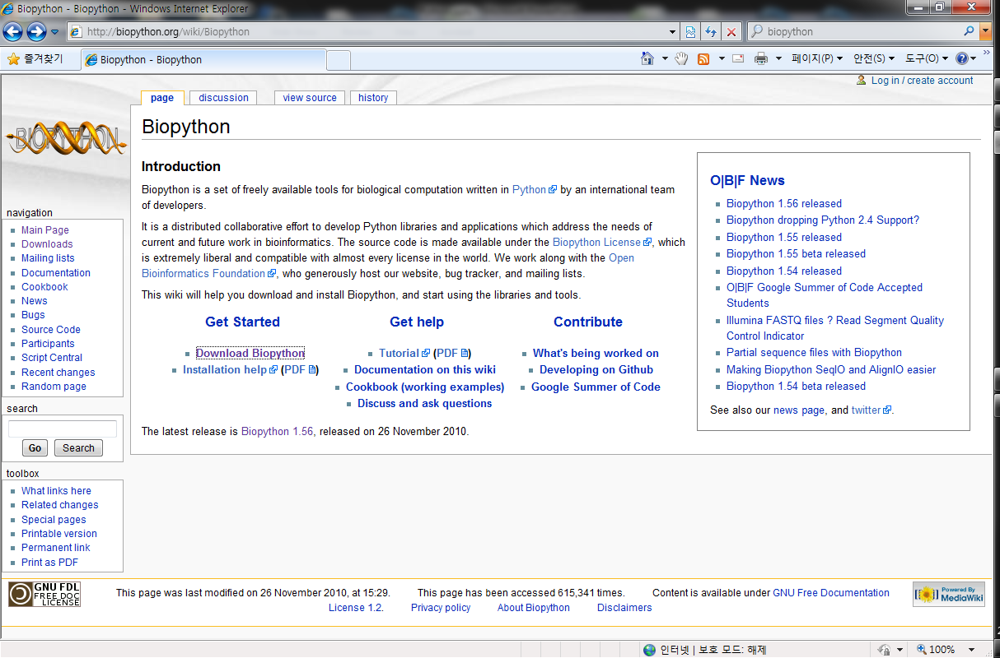 Biopython - Biopython - Windows Internet Explorer
http://biopython.org/wiki/Biopython
biopython
즐겨찾기
Biopython - Biopython
페이지(P)
안전(S)
도구(O)
Log in / create account
page
discussion
view source
history
BIOPYTHON
Biopython
Introduction
Biopython is a set of freely available tools for biological computation written in Python by an international team
of developers.
It is a distributed collaborative effort to develop Python libraries and applications which address the needs of
current and future work in bioinformatics. The source code is made available under the Biopython License, which
is extremely liberal and compatible with almost every license in the world. We work along with the Open
Bioinformatics Foundation, who generously host our website, bug tracker, and mailing lists.
This wiki will help you download and install Biopython, and start using the libraries and tools.
Get Started
Download Biopython
Installation help (PDF)
Get help
Tutorial (PDF)
Documentation on this wiki
Cookbook (working examples)
Discuss and ask questions
Contribute
What's being worked on
Developing on Github
Google Summer of Code
The latest release is Biopython 1.56, released on 26 November 2010.
O|B|F News
Biopython 1.56 released
Biopython dropping Python 2.4 Support?
Biopython 1.55 released
Biopython 1.55 beta released
Biopython 1.54 released
O|B|F Google Summer of Code Accepted
Students
Illumina FASTQ files ? Read Segment Quality
Control Indicator
Partial sequence files with Biopython
Making Biopython SeqIO and AlignIO easier
Biopython 1.54 beta released
See also our news page, and twitter.
navigation
Main Page
Downloads
Mailing lists
Documentation
Cookbook
News
Bugs
Source Code
Participants
Script Central
Recent changes
Random page
search
Go
Search
toolbox
What links here
Related changes
Special pages
Printable version
Permanent link
Print as PDF
GNU FDL
FREE DOC
LICENSE
This page was last modified on 26 November 2010, at 15:29.
This page has been accessed 615,341 times.
Content is available under GNU Free Documentation
License 1.2.
Privacy policy
About Biopython
Disclaimers
Powered By
MediaWiki
인터넷 | 보호 모드: 해제
100%